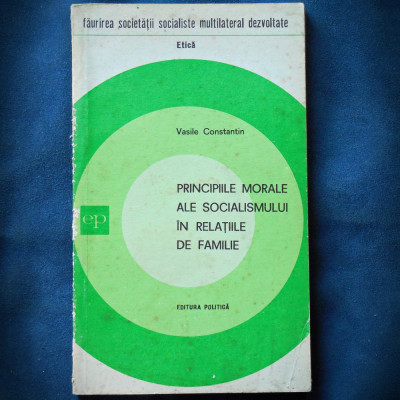 făurirea societății socialiste multilateral dezvoltate
Etică
Vasile Constantin
PRINCIPIILE MORALE
ALE SOCIALISMULUI
ÎN RELAȚIILE
DE FAMILIE
ep
EDITURA POLITICĂ